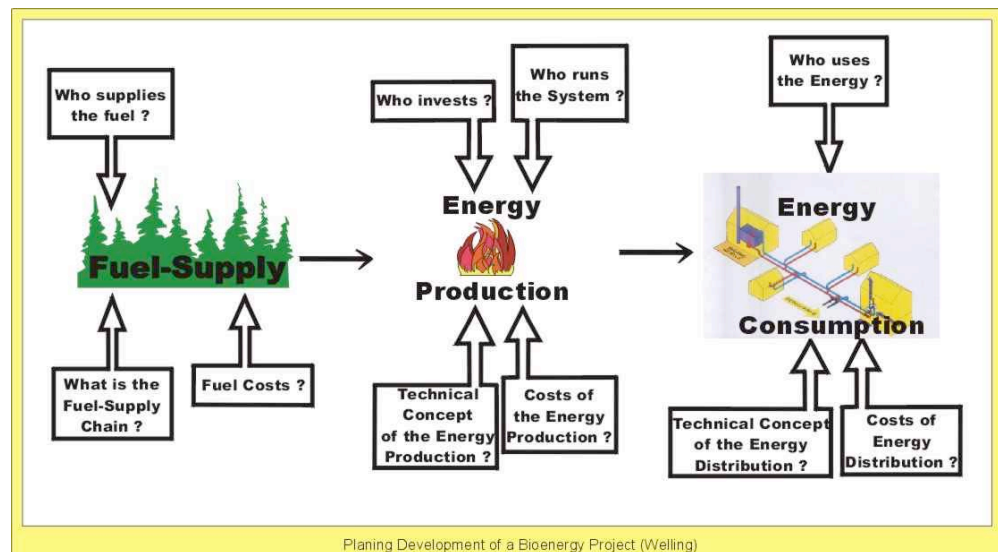 Who supplies
the fuel ?
Fuel-Supply
What is the
Fuel-Supply
Chain ?
Fuel Costs ?
Who invests ?
Who runs
the System ?
Energy
Production
Technical
Concept
of the Energy
Production ?
Costs of
the Energy
Production ?
Who uses
the Energy ?
Energy
Consumption
Technical Concept
of the Energy
Distribution ?
Costs of
Energy
Distribution ?
Planing Development of a Bioenergy Project (Welling)